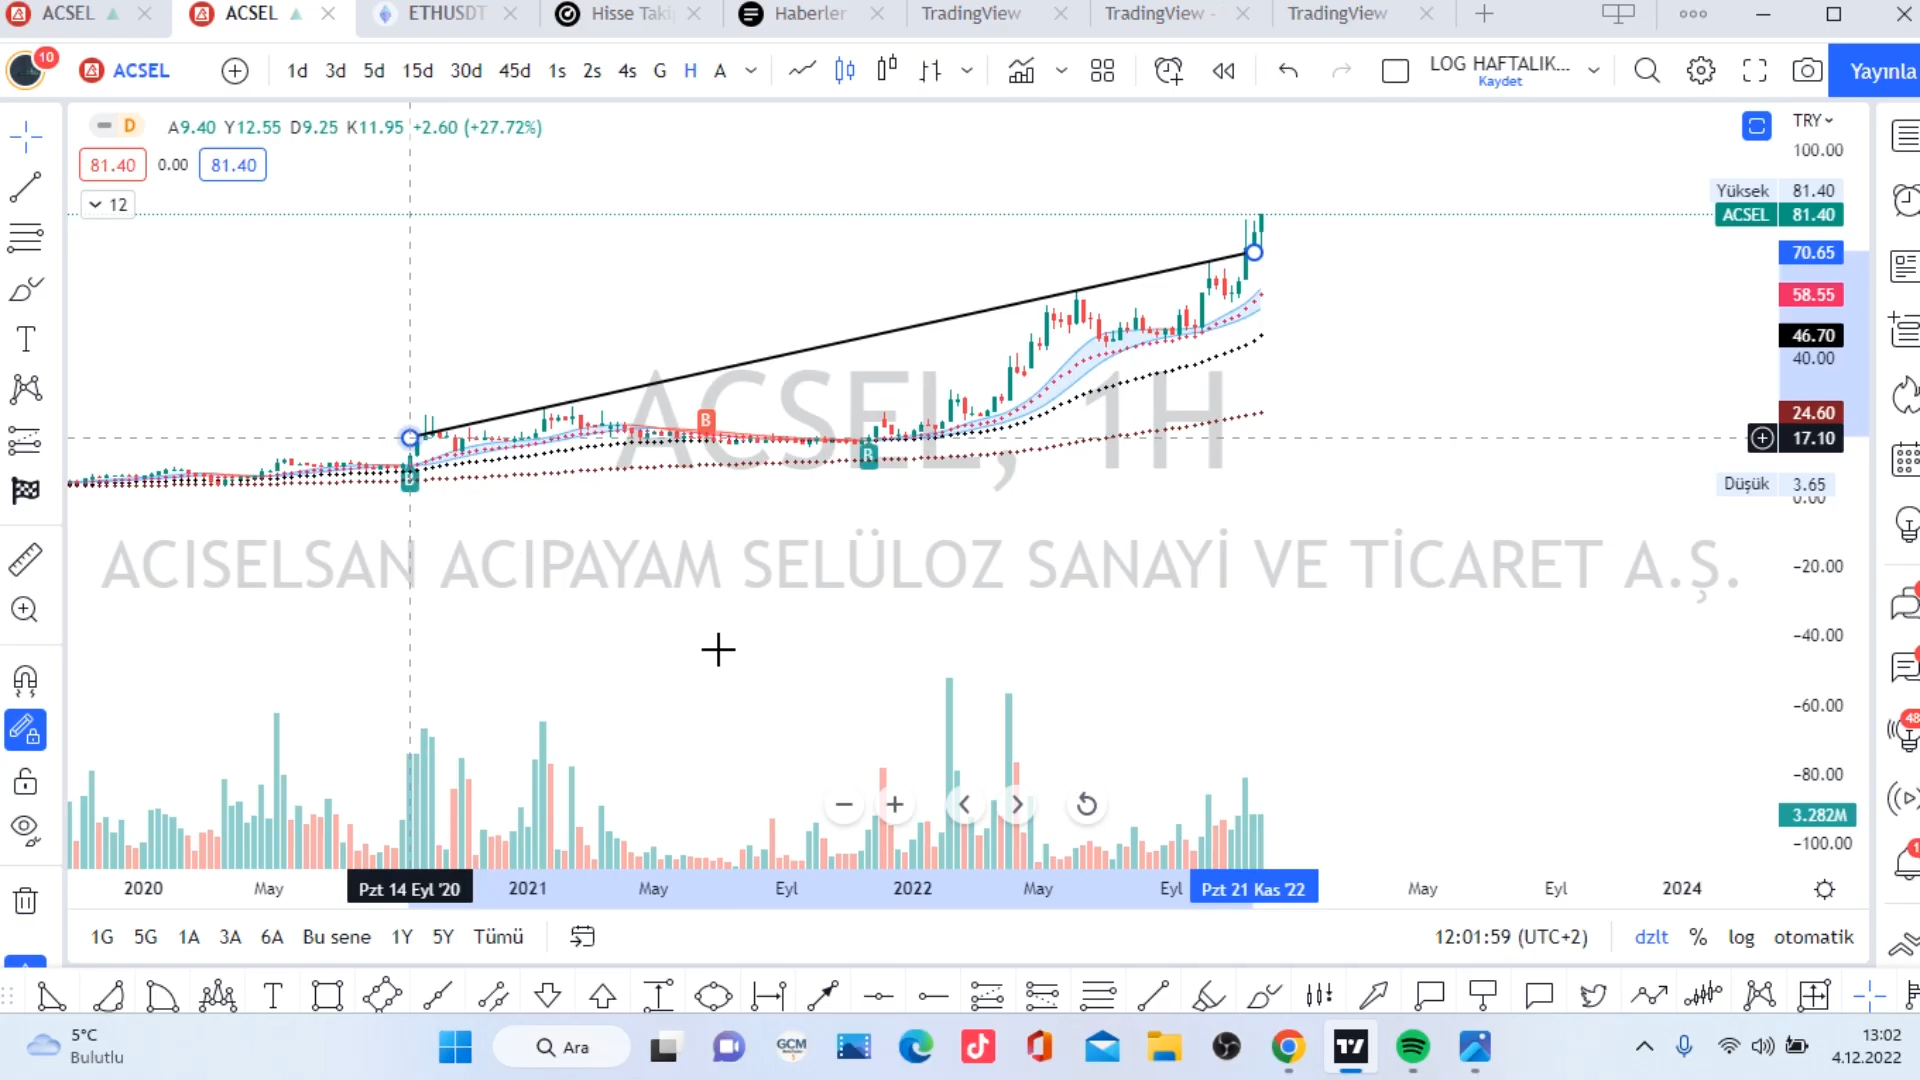 ACSEL ACSEL ETHUSDT Hisse Taki Haberler TradingView TradingView - TradingView
10 ACSEL 1d 3d 5d 15d 30d 45d 1s 2s 4s G H A LOG HAFTALIK... Kaydet Yayınla
D A9.40 Y12.55 D9.25 K11.95 +2.60 (+27.72%) TRY
81.40 0.00 81.40
100.00
12
Yüksek 81.40
ACSEL 81.40
70.65
58.55
46.70
40.00
24.60
17.10
Düşük 3.65
0.00
B
B
ACSEL, 1H
ACISELSAN ACIPAYAM SELÜLOZ SANAYİ VE TİCARET A.Ş.
−20.00
−40.00
−60.00
48
−80.00
3.282M
−100.00
2020 May Pzt 14 Eyl '20 2021 May Eyl 2022 May Eyl Pzt 21 Kas '22 May Eyl 2024
1G 5G 1A 3A 6A Bu sene 1Y 5Y Tümü 12:01:59 (UTC+2) dzlt % log otomatik
T
5°C
Bulutlu
Ara
GCM
13:02
4.12.2022